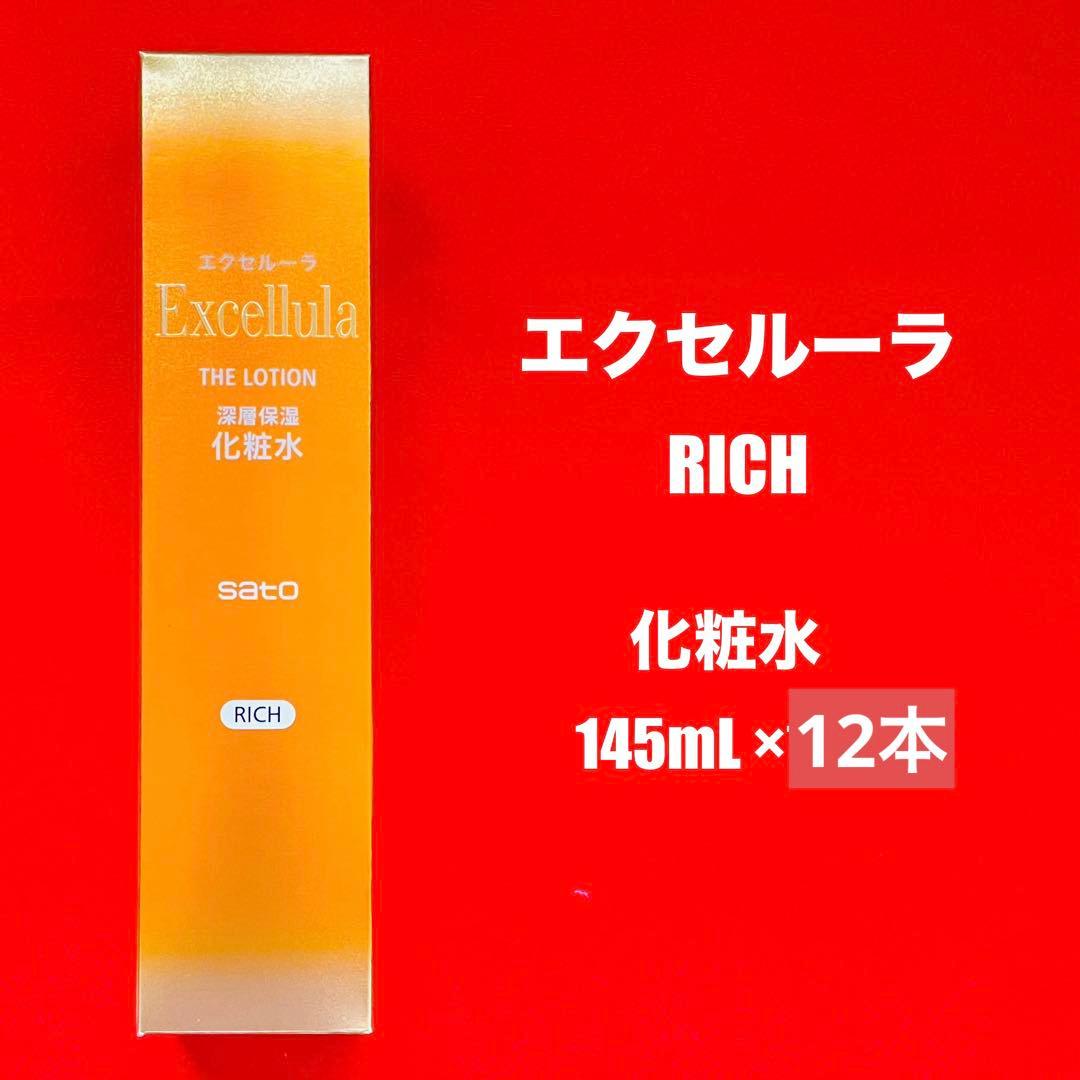 エクセルーラ
Excellula
THE LOTION
深層保湿
化粧水
sato
RICH
エクセルーラ
RICH
化粧水
145mL ×12本